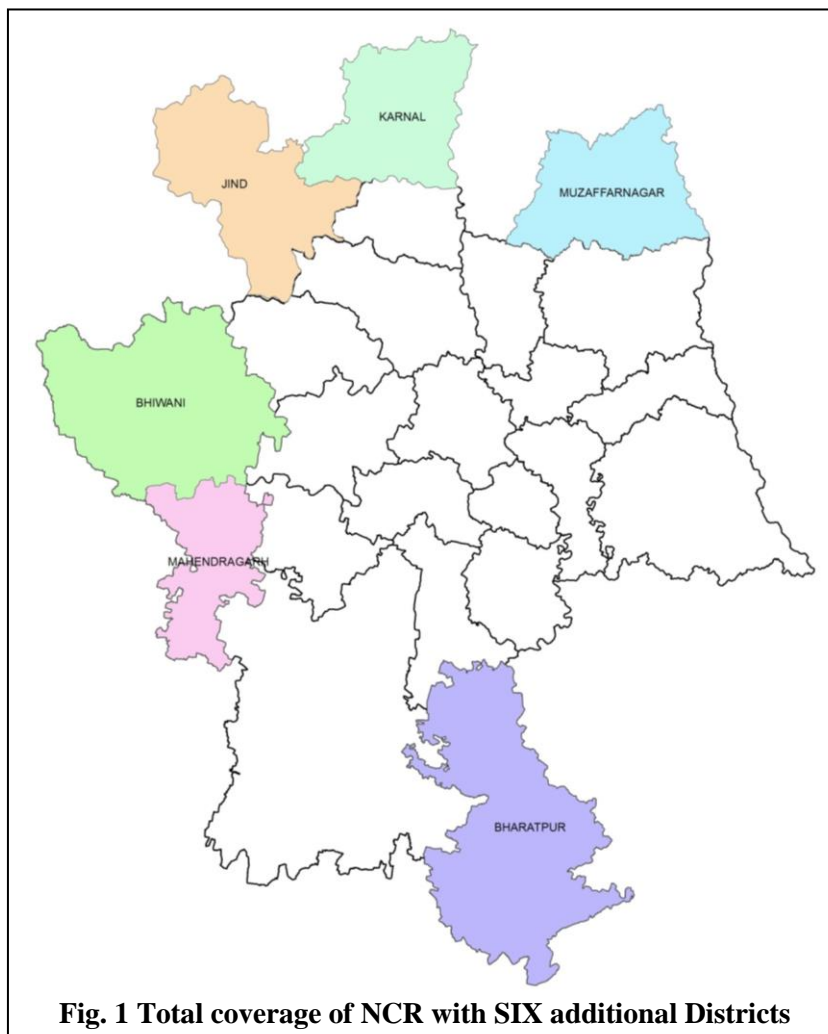 KARNAL
JIND
MUZAFFARNAGAR
BHIWANI
MAHENDRAGARH
BHARATPUR
Fig. 1 Total coverage of NCR with SIX additional Districts